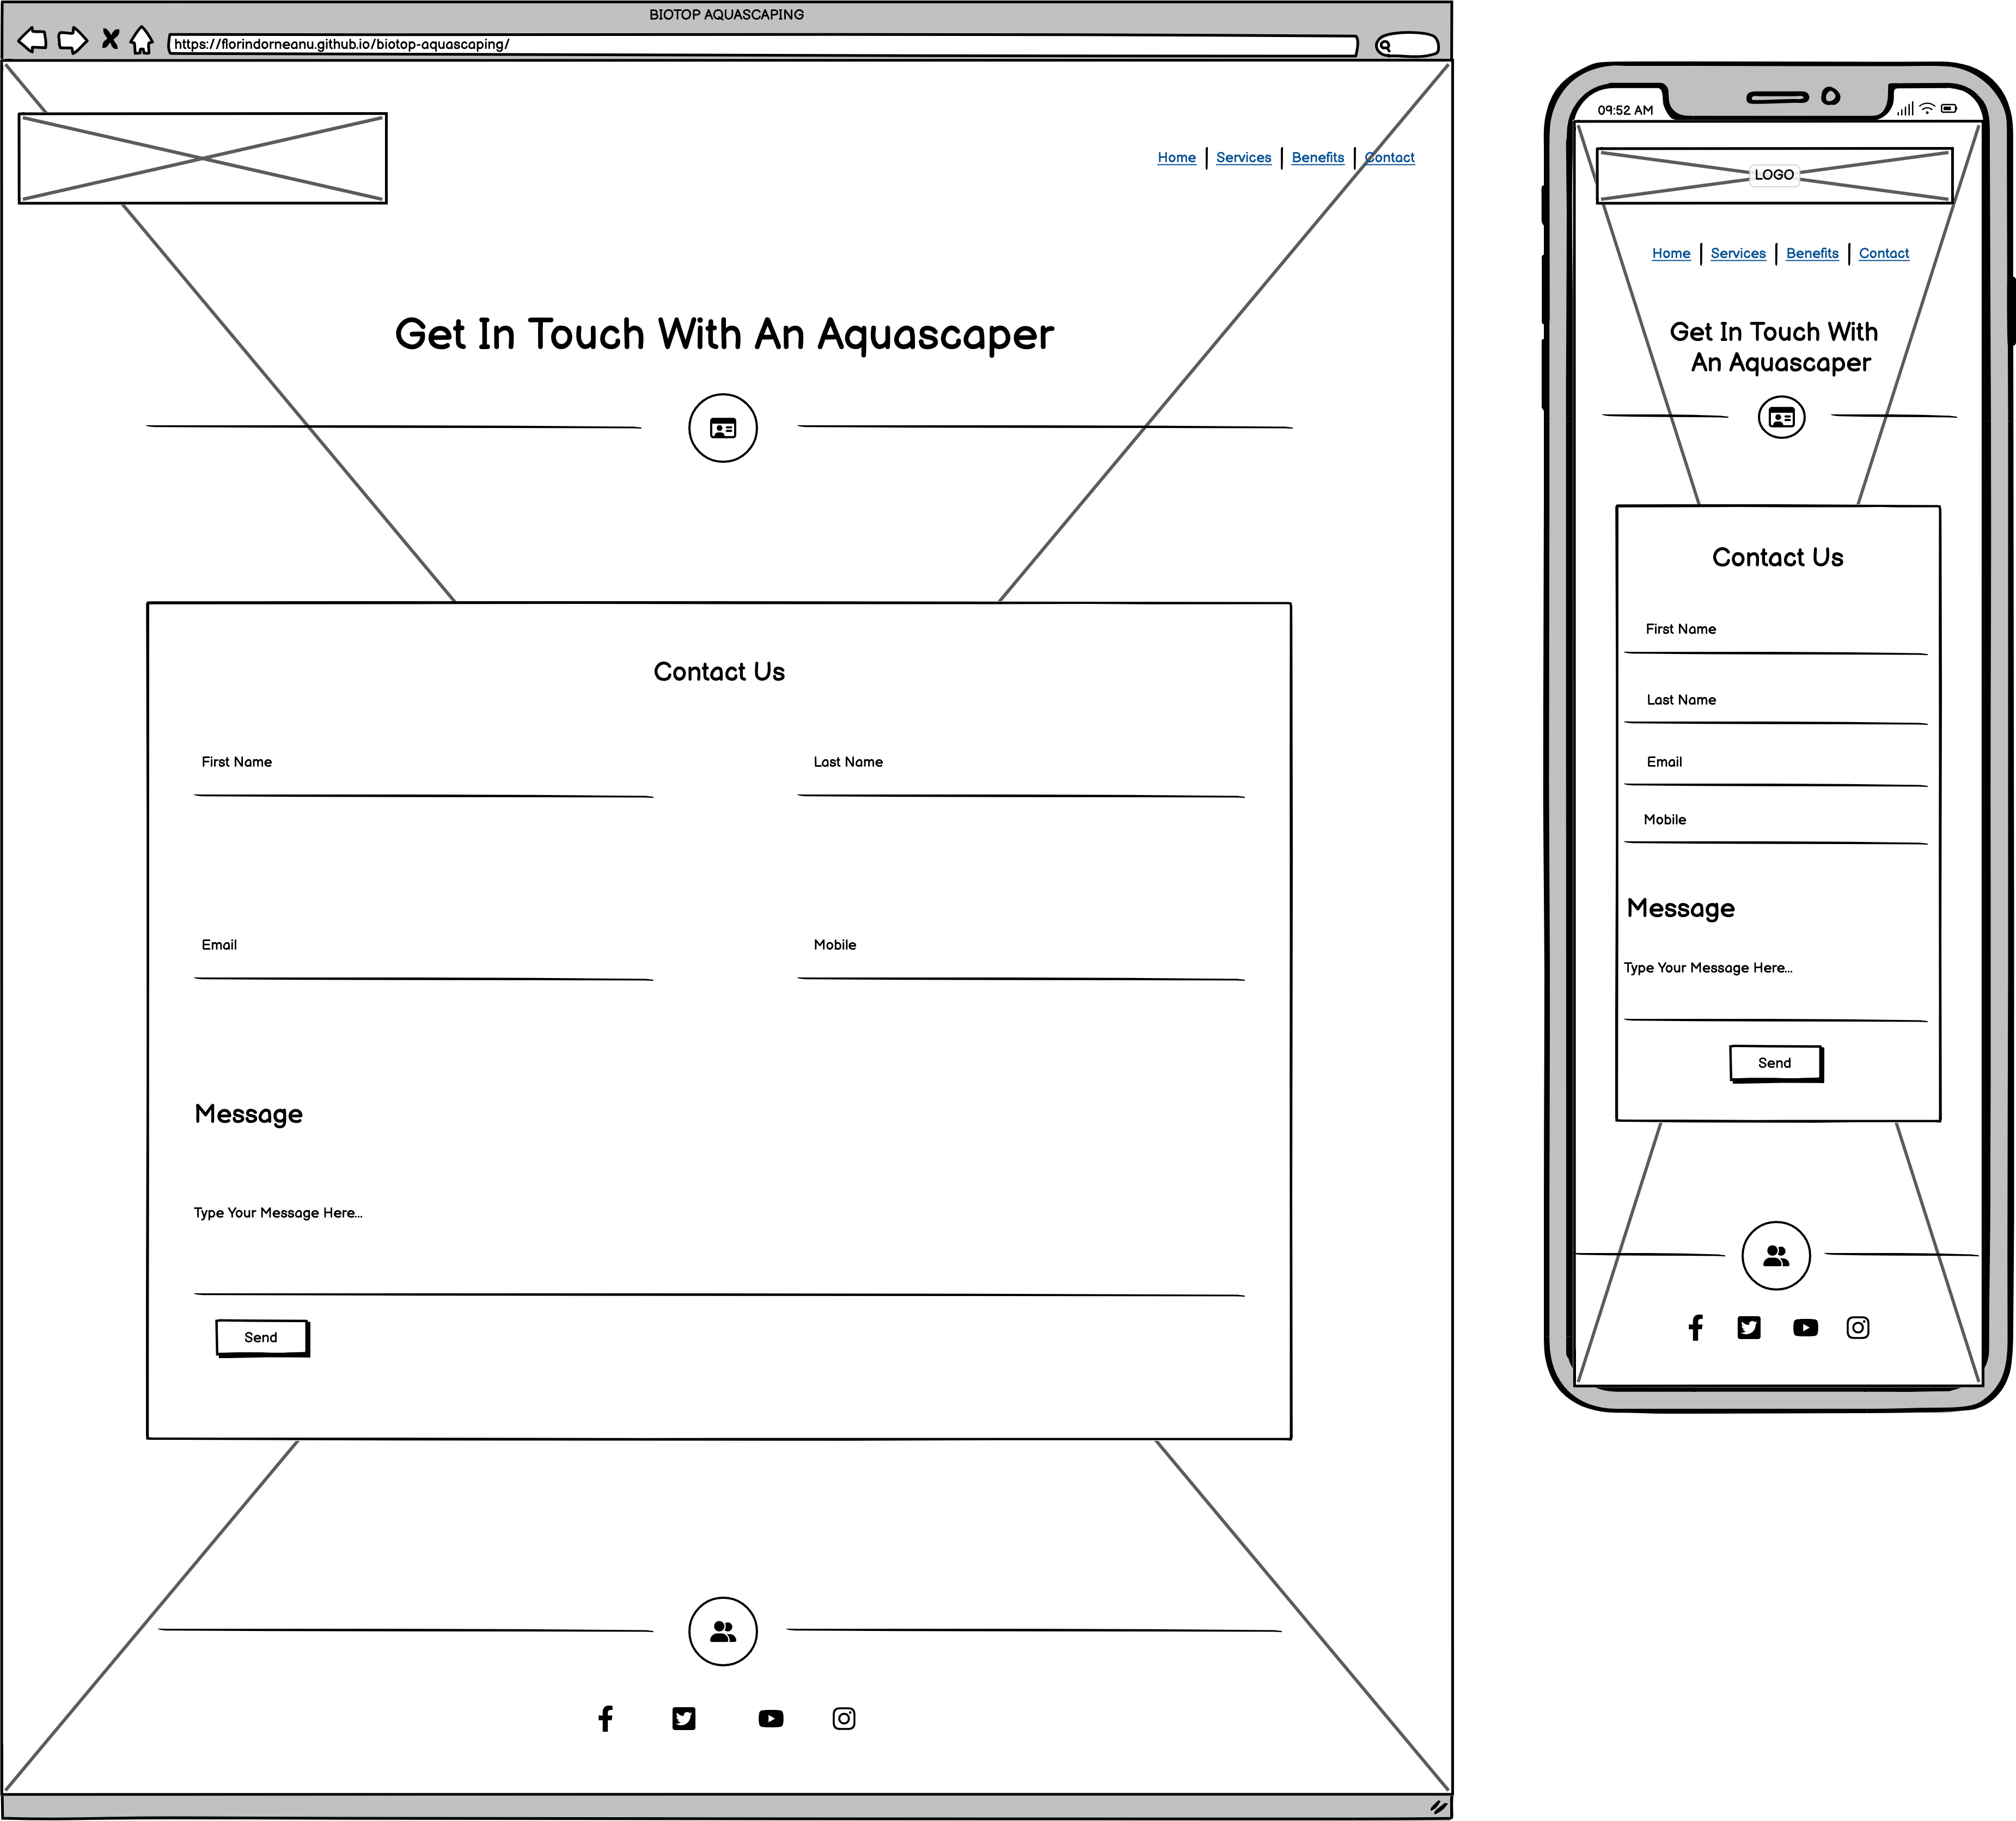 BIOTOP AQUASCAPING
https://florindorneanu.github.io/biotop-aquascaping/
Home | Services | Benefits | Contact
Get In Touch With An Aquascaper
Contact Us
First Name
Last Name
Email
Mobile
Message
Type Your Message Here...
Send
09:52 AM
LOGO
Home | Services | Benefits | Contact
Get In Touch With
An Aquascaper
Contact Us
First Name
Last Name
Email
Mobile
Message
Type Your Message Here...
Send